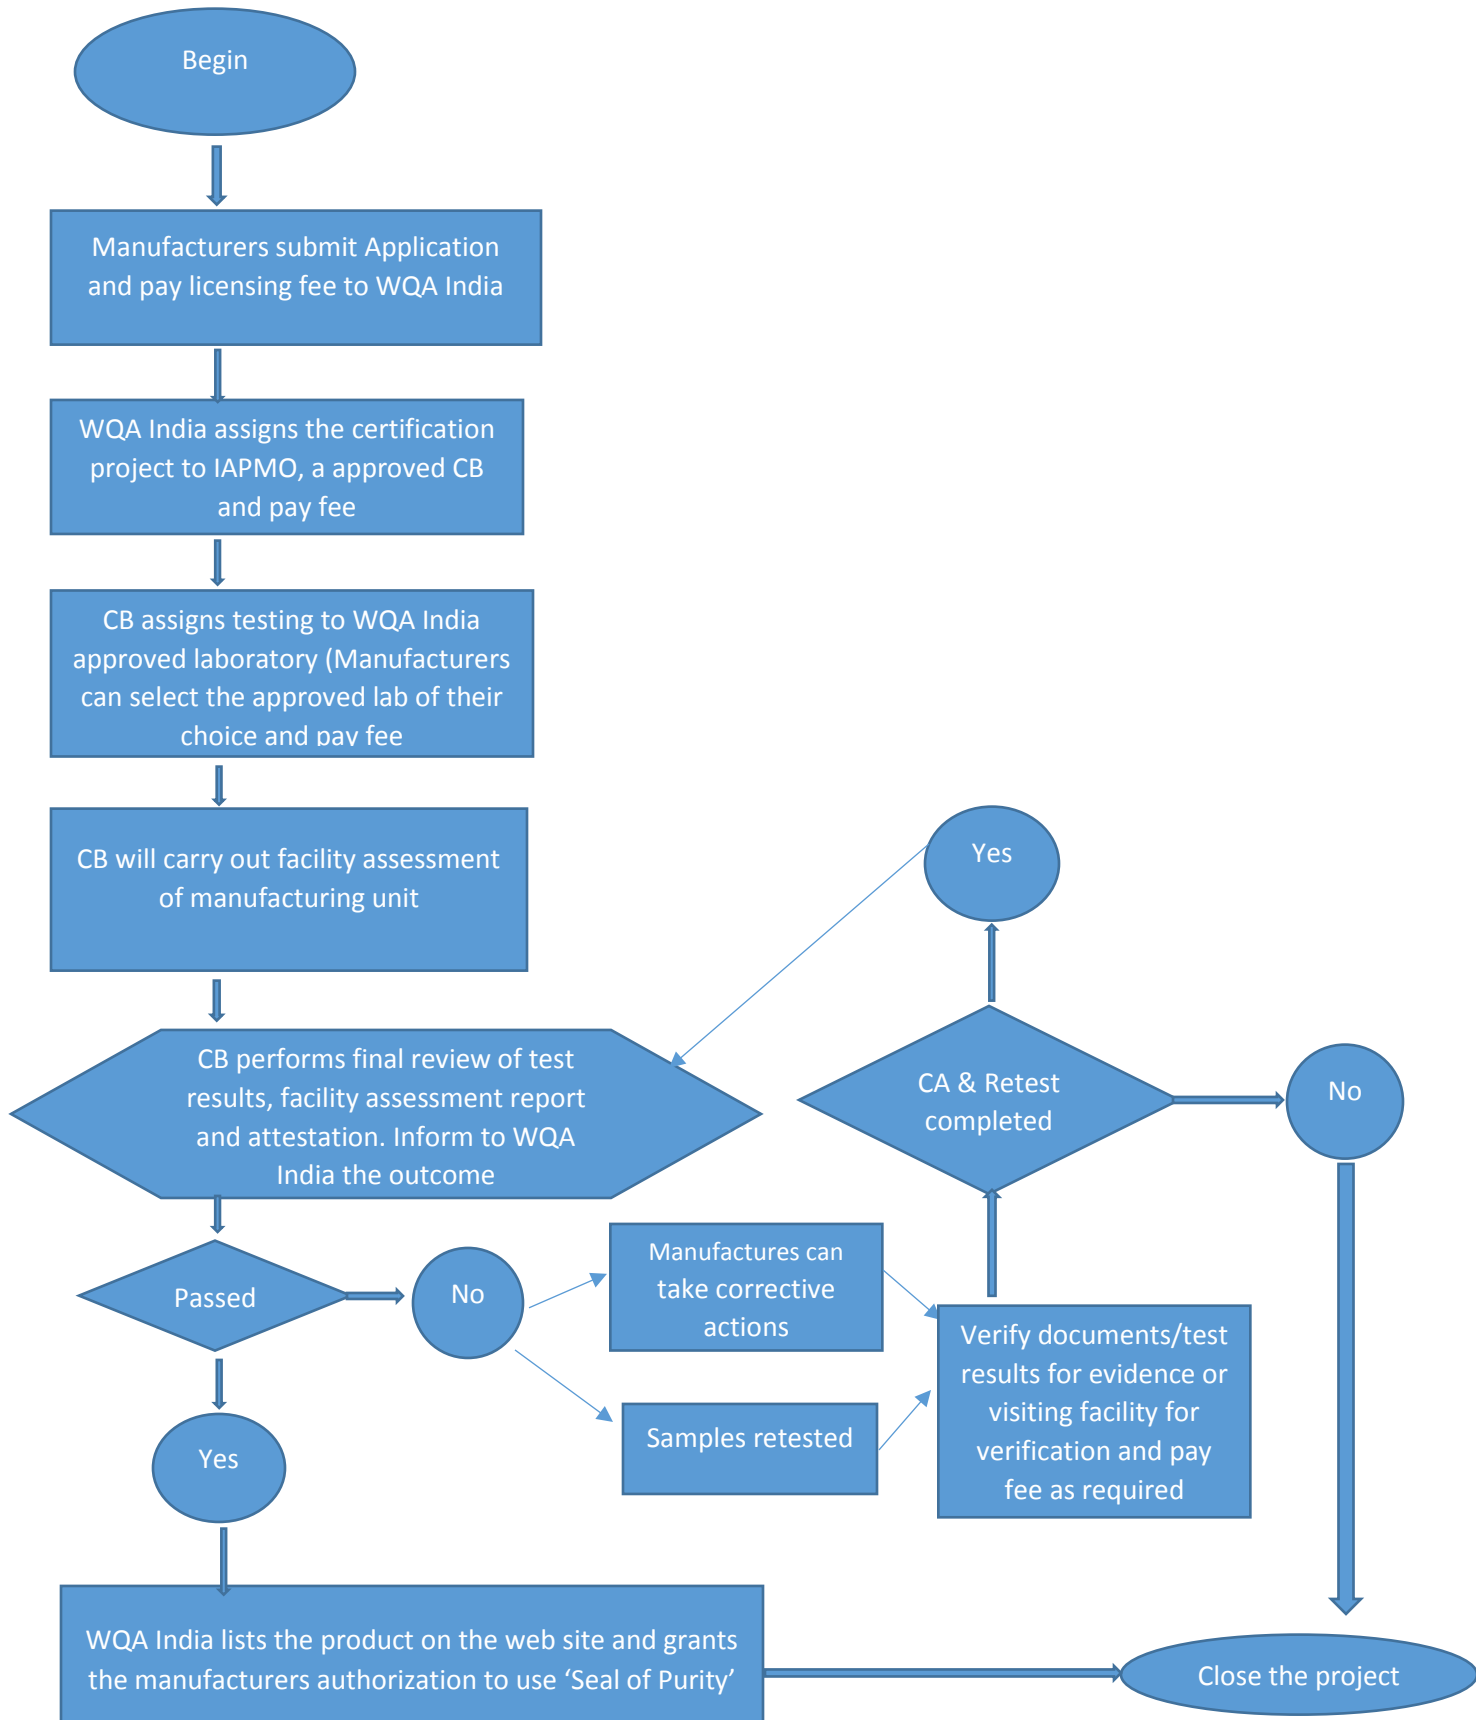 Begin
Manufacturers submit Application
and pay licensing fee to WQA India
WQA India assigns the certification
project to IAPMO, a approved CB
and pay fee
CB assigns testing to WQA India
approved laboratory (Manufacturers
can select the approved lab of their
choice and pay fee
CB will carry out facility assessment
of manufacturing unit
CB performs final review of test
results, facility assessment report
and attestation. Inform to WQA
India the outcome
Passed
No
Yes
Manufactures can
take corrective
actions
Samples retested
Verify documents/test
results for evidence or
visiting facility for
verification and pay
fee as required
CA & Retest
completed
Yes
No
WQA India lists the product on the web site and grants
the manufacturers authorization to use ‘Seal of Purity’
Close the project